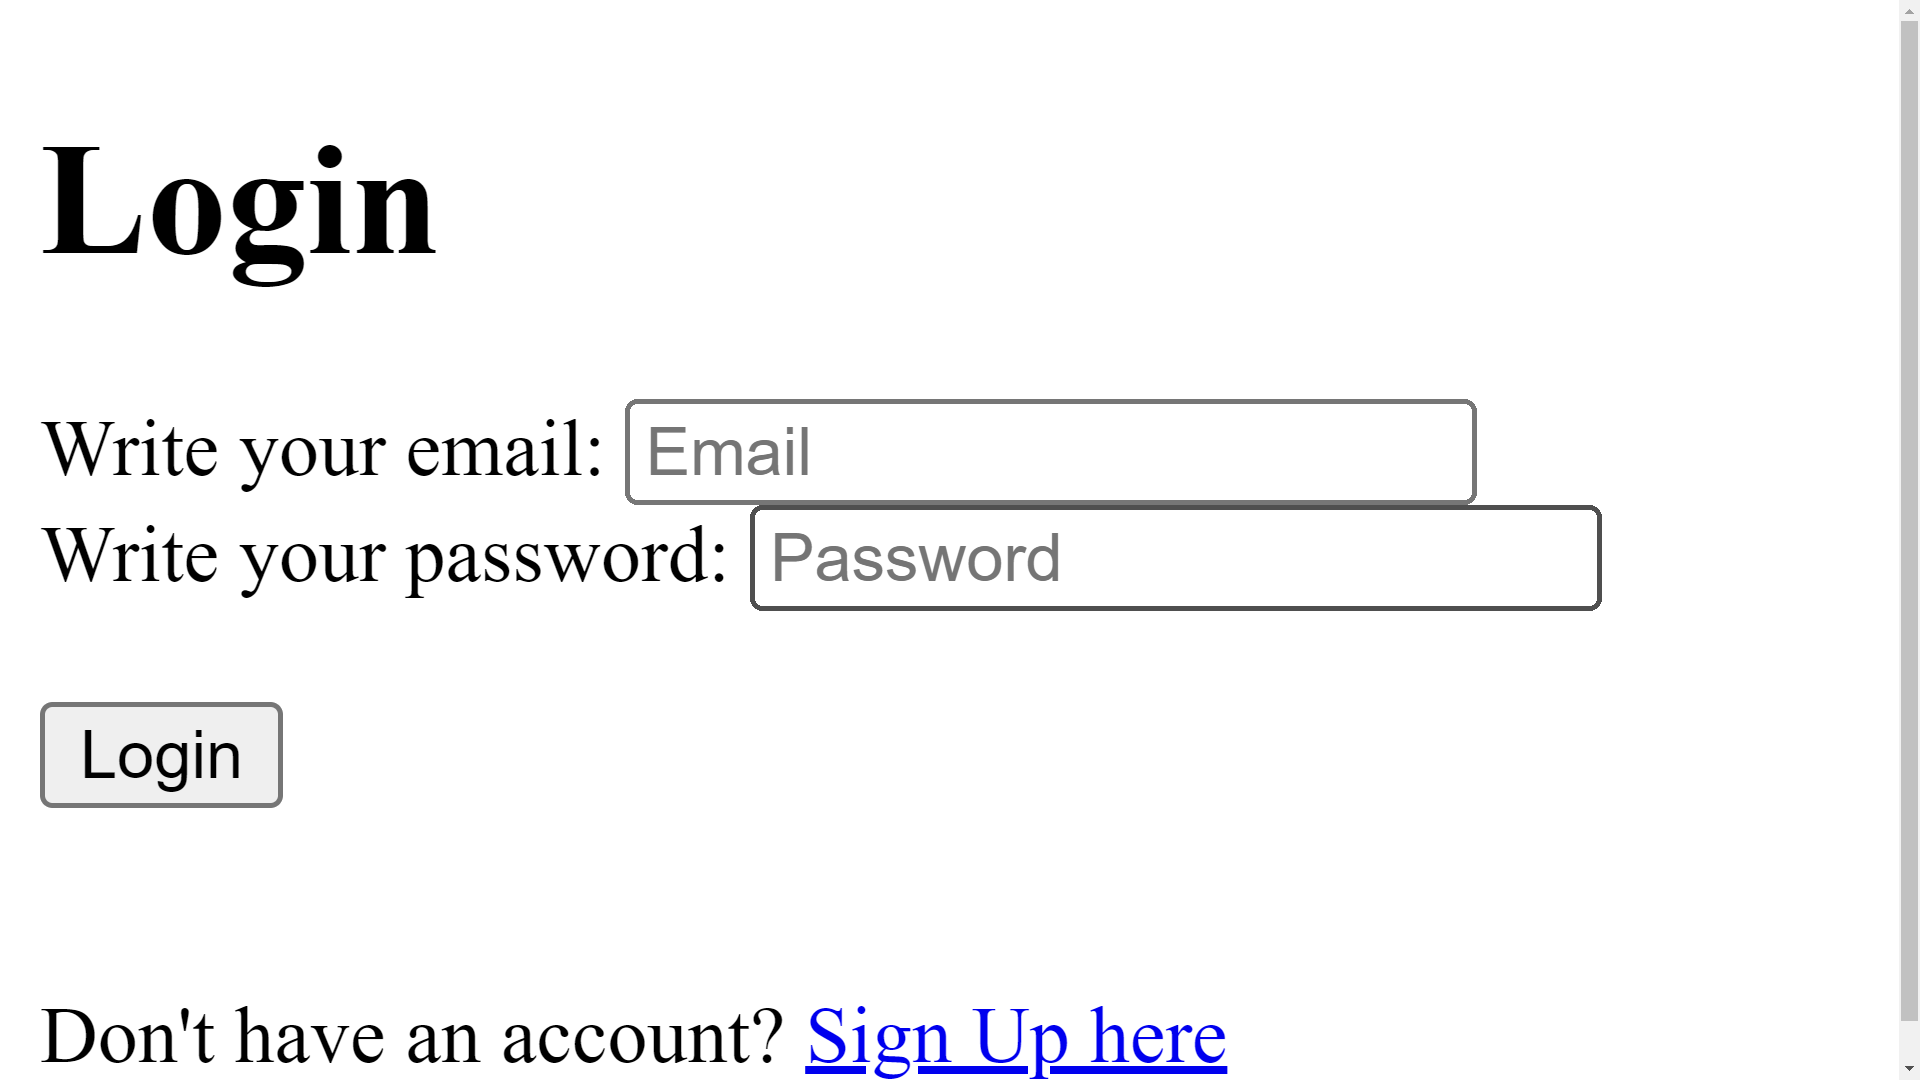 Login
Write your email: Email
Write your password: Password
Login
Don't have an account? Sign Up here